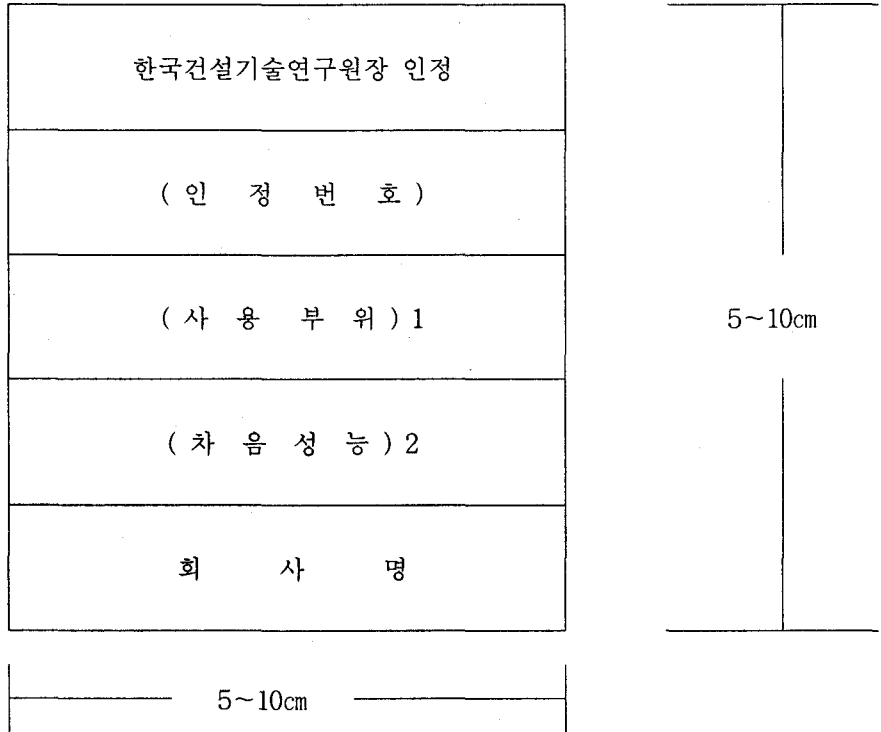 한국건설기술연구원장 인정
( 인 정 번 호 )
( 사 용 부 위 ) 1
5~10cm
( 차 음 성 능 ) 2
회 사 명
5~10cm